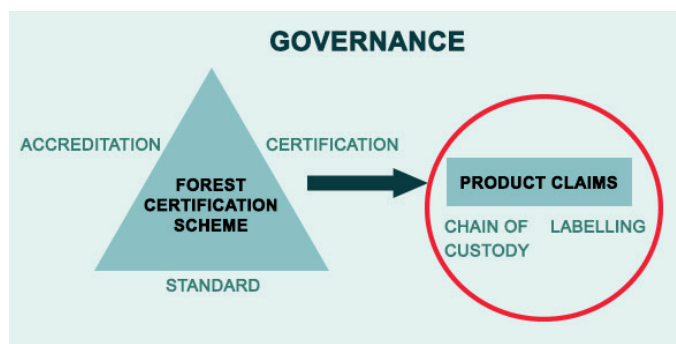 GOVERNANCE
ACCREDITATION
CERTIFICATION
FOREST
CERTIFICATION
SCHEME
STANDARD
PRODUCT CLAIMS
CHAIN OF
CUSTODY
LABELLING